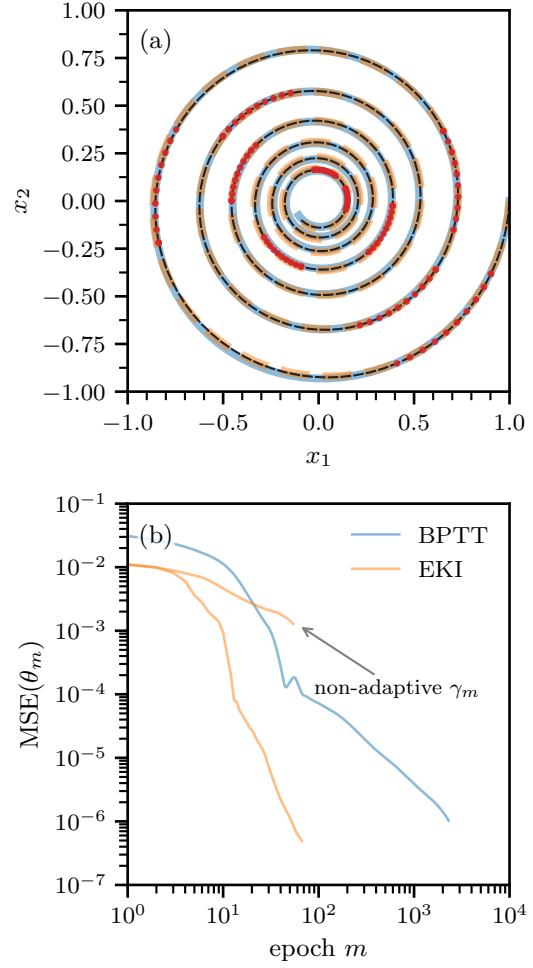 (a)
1.00
0.75
0.50
0.25
0.00
−0.25
−0.50
−0.75
−1.00
x₂
−1.0 −0.5 0.0 0.5 1.0
x₁
(b)
BPTT
EKI
non-adaptive γₘ
10⁻¹
10⁻²
10⁻³
10⁻⁴
10⁻⁵
10⁻⁶
10⁻⁷
MSE(θₘ)
10⁰ 10¹ 10² 10³ 10⁴
epoch m